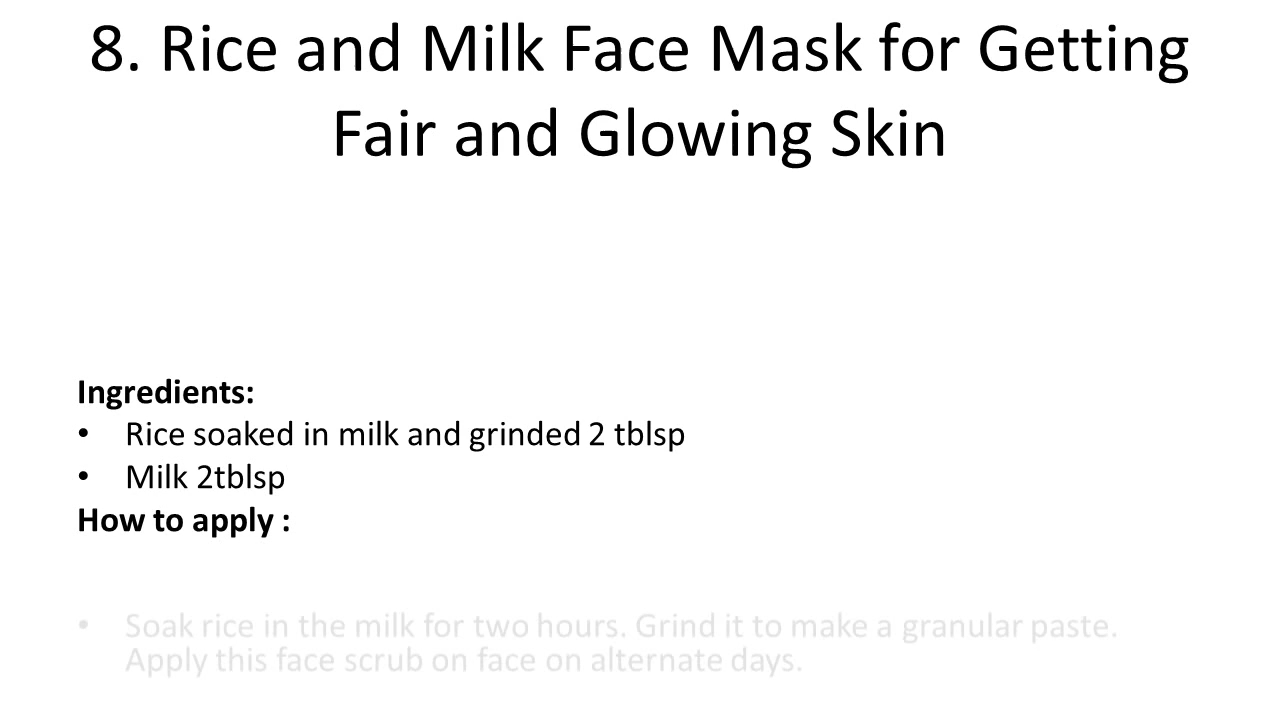 8. Rice and Milk Face Mask for Getting
Fair and Glowing Skin
Ingredients:
• Rice soaked in milk and grinded 2 tblsp
• Milk 2tblsp
How to apply :
• Soak rice in the milk for two hours. Grind it to make a granular paste.
Apply this face scrub on face on alternate days.